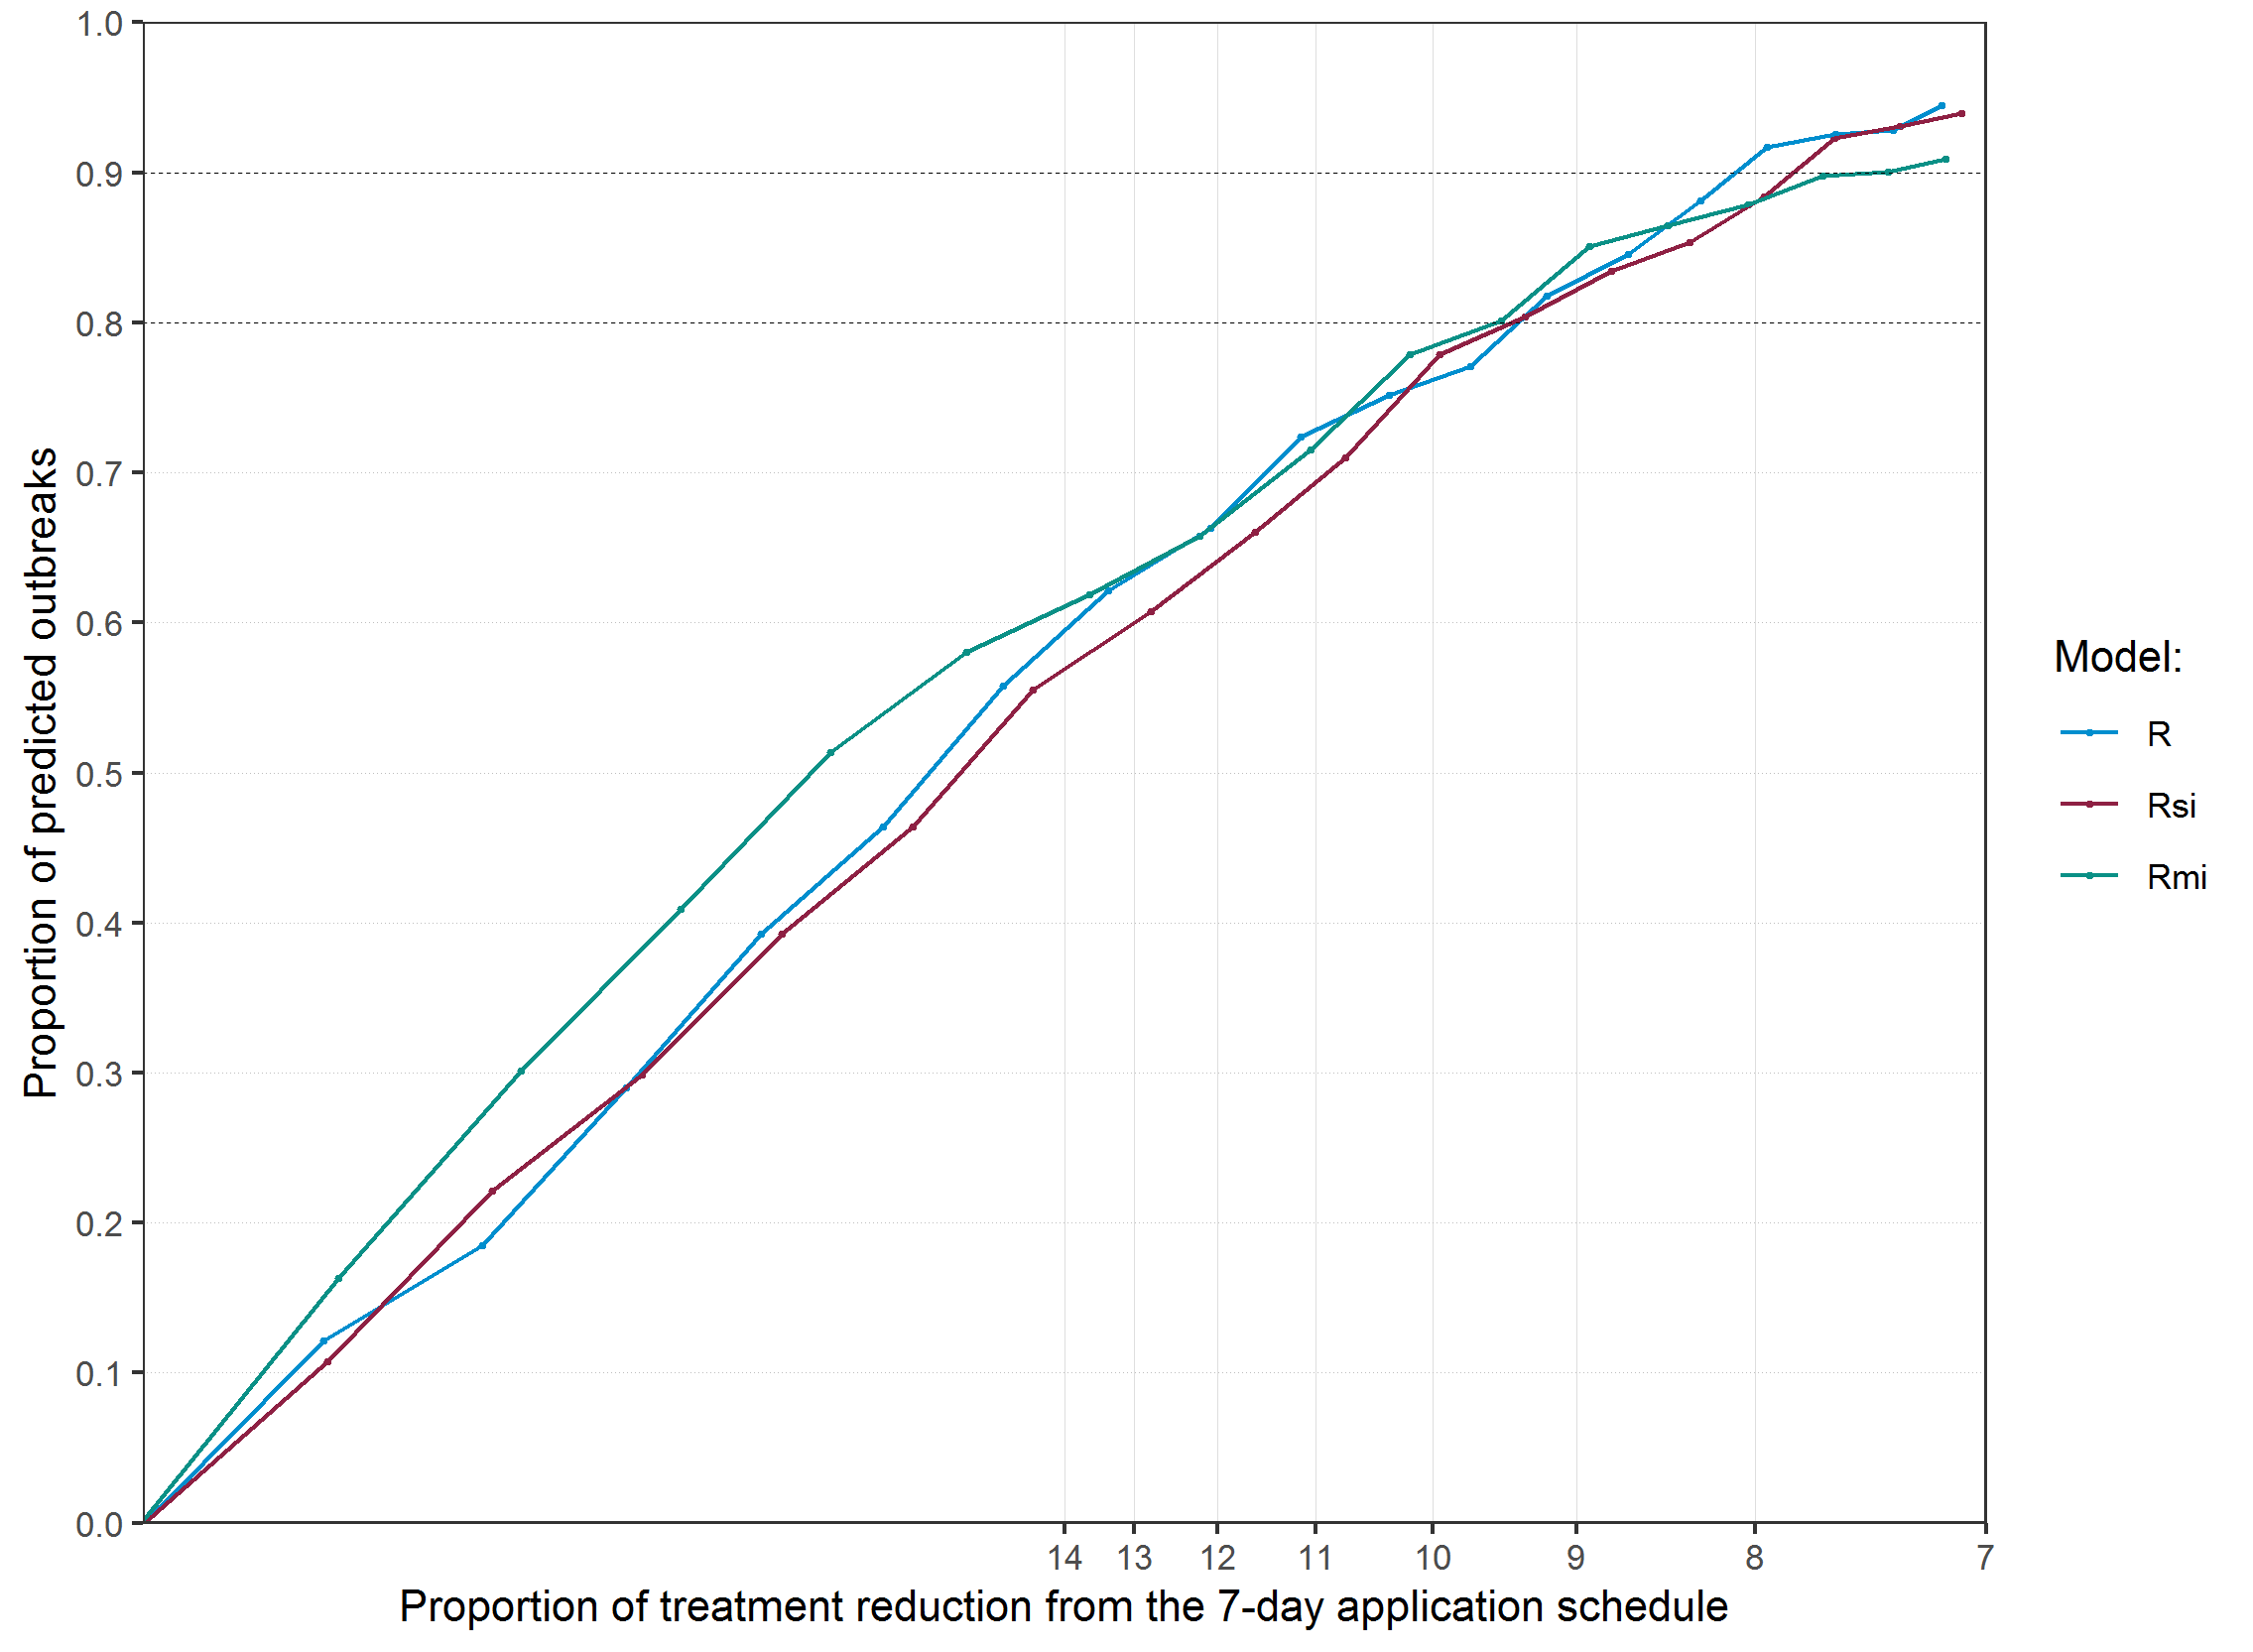 Proportion of predicted outbreaks
1.0
0.9
0.8
0.7
0.6
0.5
0.4
0.3
0.2
0.1
0.0
14 13 12 11 10 9 8 7
Proportion of treatment reduction from the 7-day application schedule
Model:
R
Rsi
Rmi